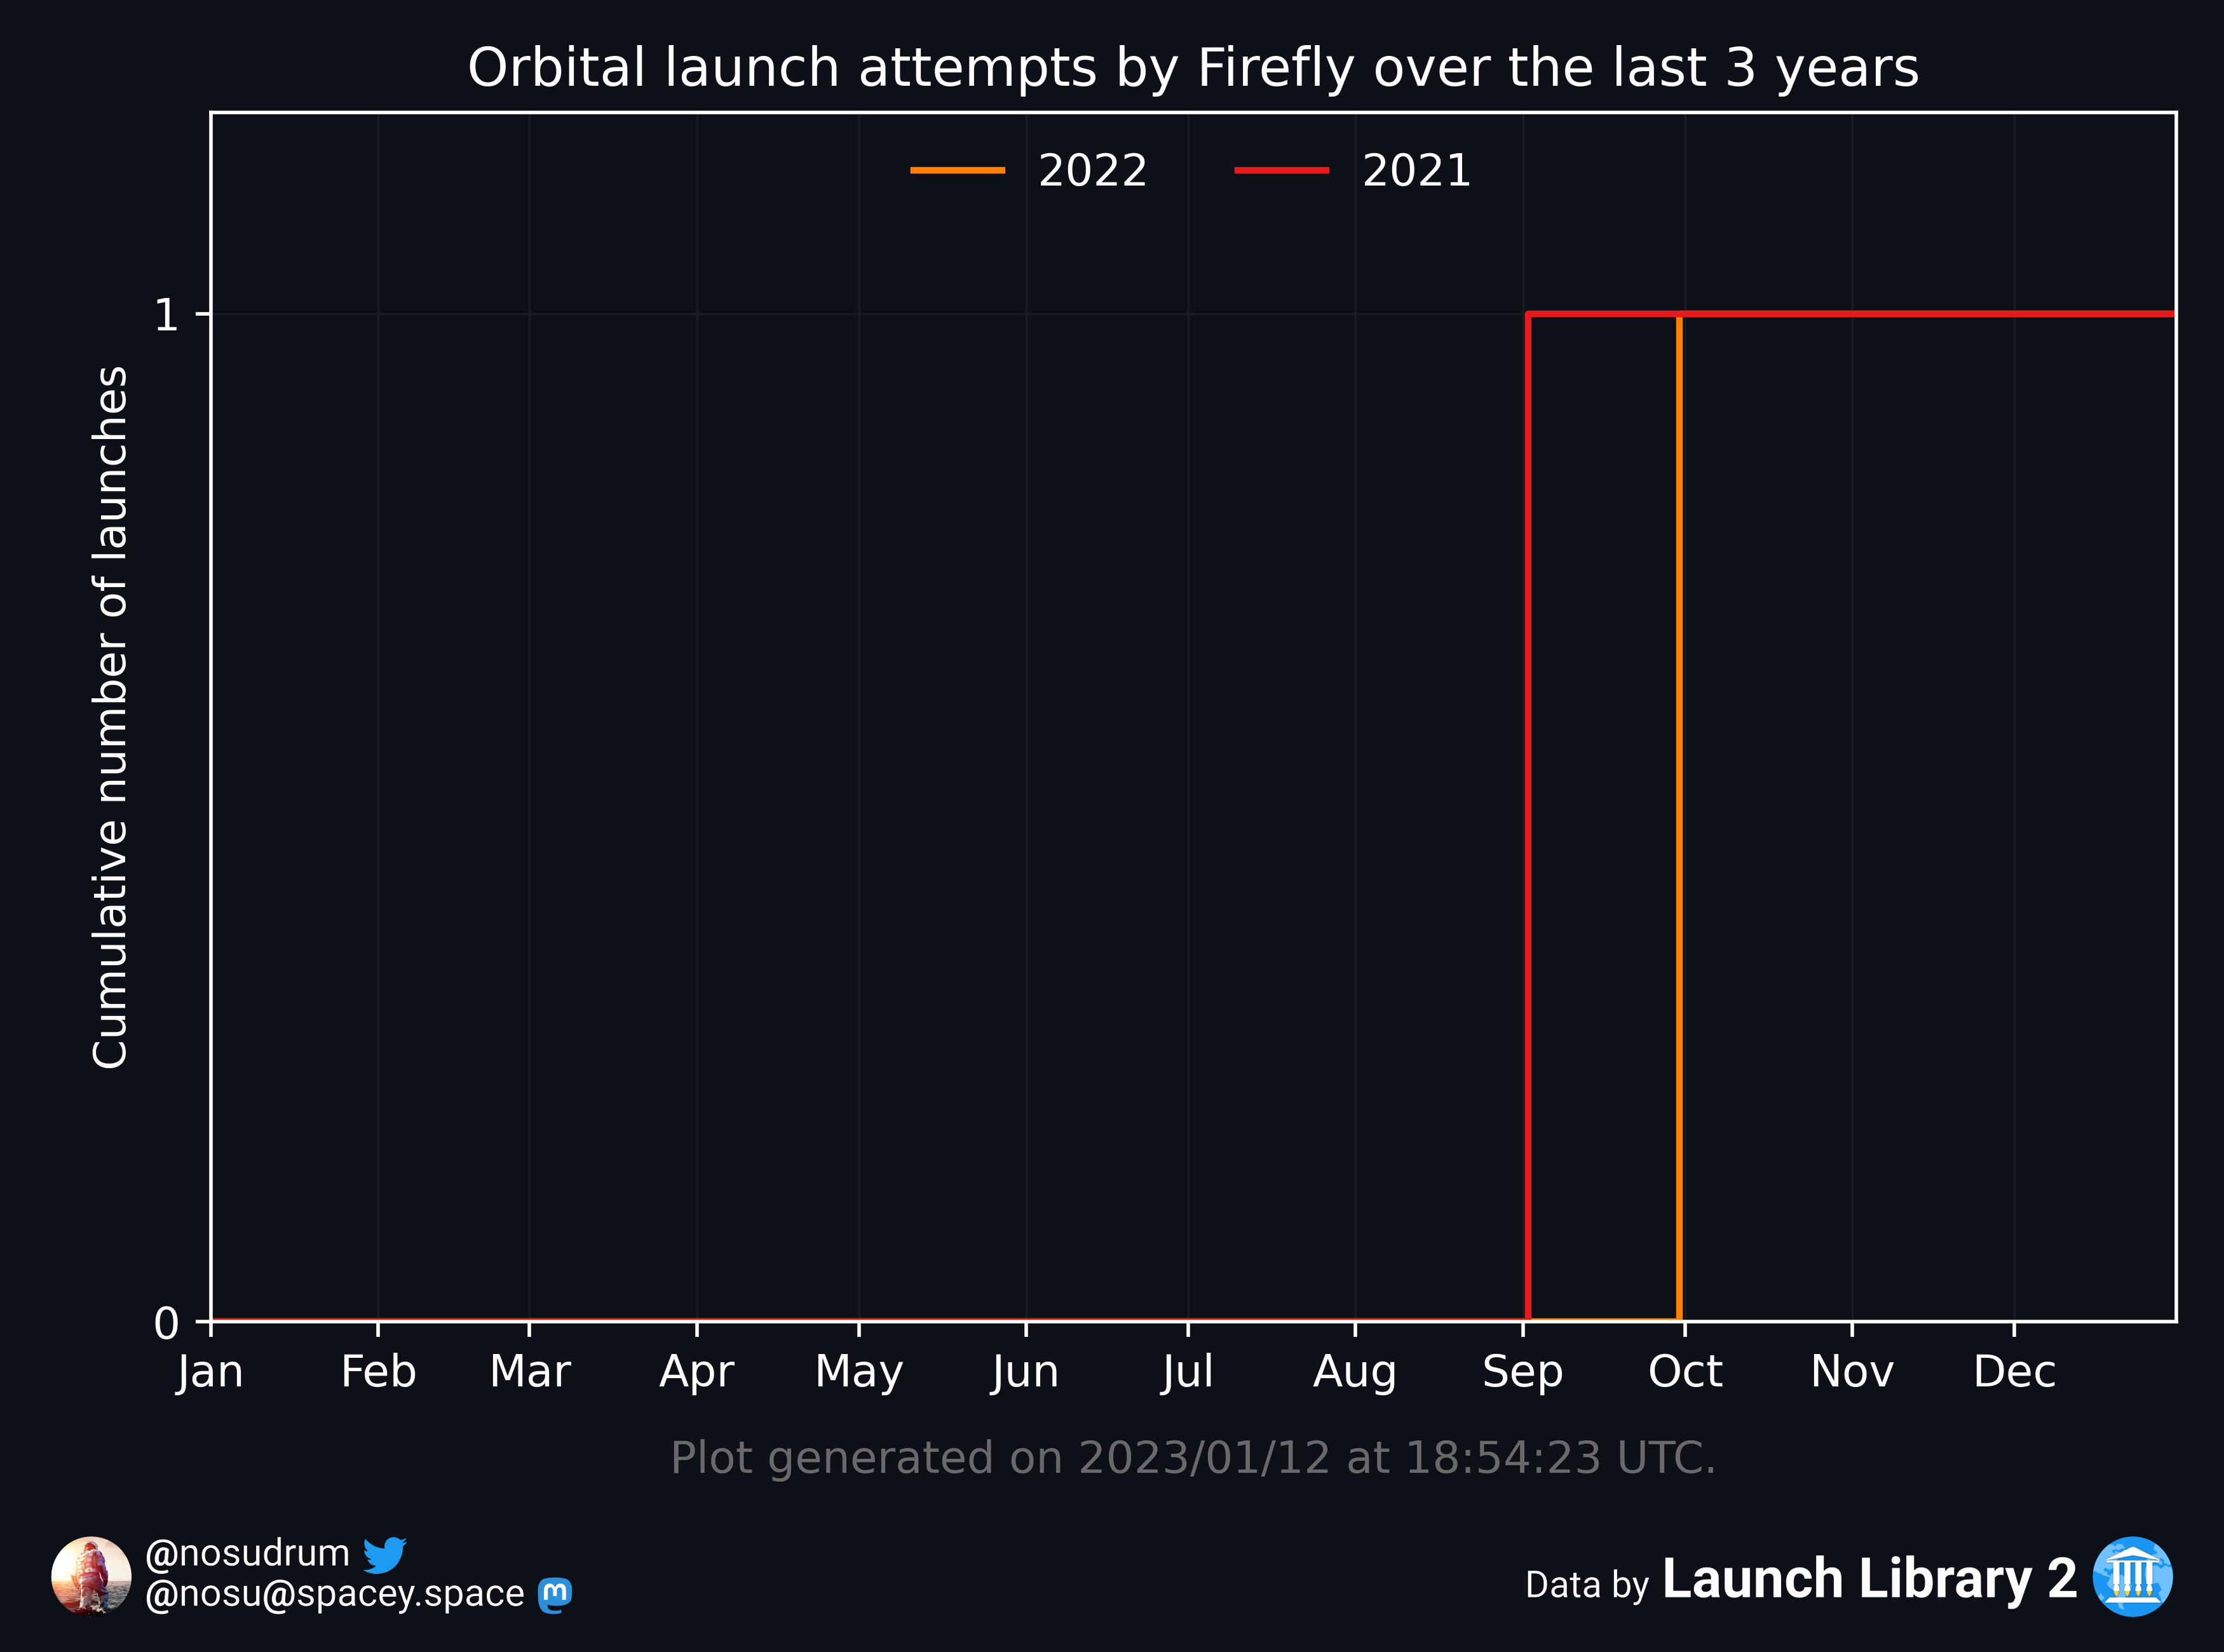 Orbital launch attempts by Firefly over the last 3 years
2022 2021
1
Cumulative number of launches
0
Jan Feb Mar Apr May Jun Jul Aug Sep Oct Nov Dec
Plot generated on 2023/01/12 at 18:54:23 UTC.
@nosudrum
@nosu@spacey.space
Data by Launch Library 2